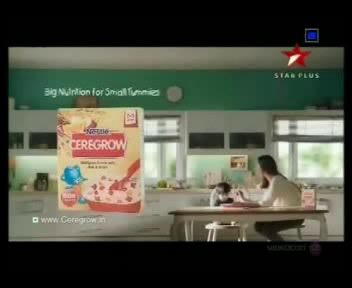 STAR PLUS
Big Nutrition for Small Tummies
Nestlé
CEREGROW
www.Ceregrow.in